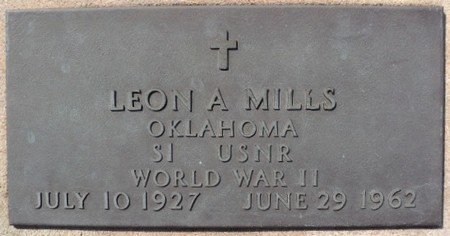 LEON A MILLS
OKLAHOMA
S1 USNR
WORLD WAR II
JULY 10 1927 JUNE 29 1962